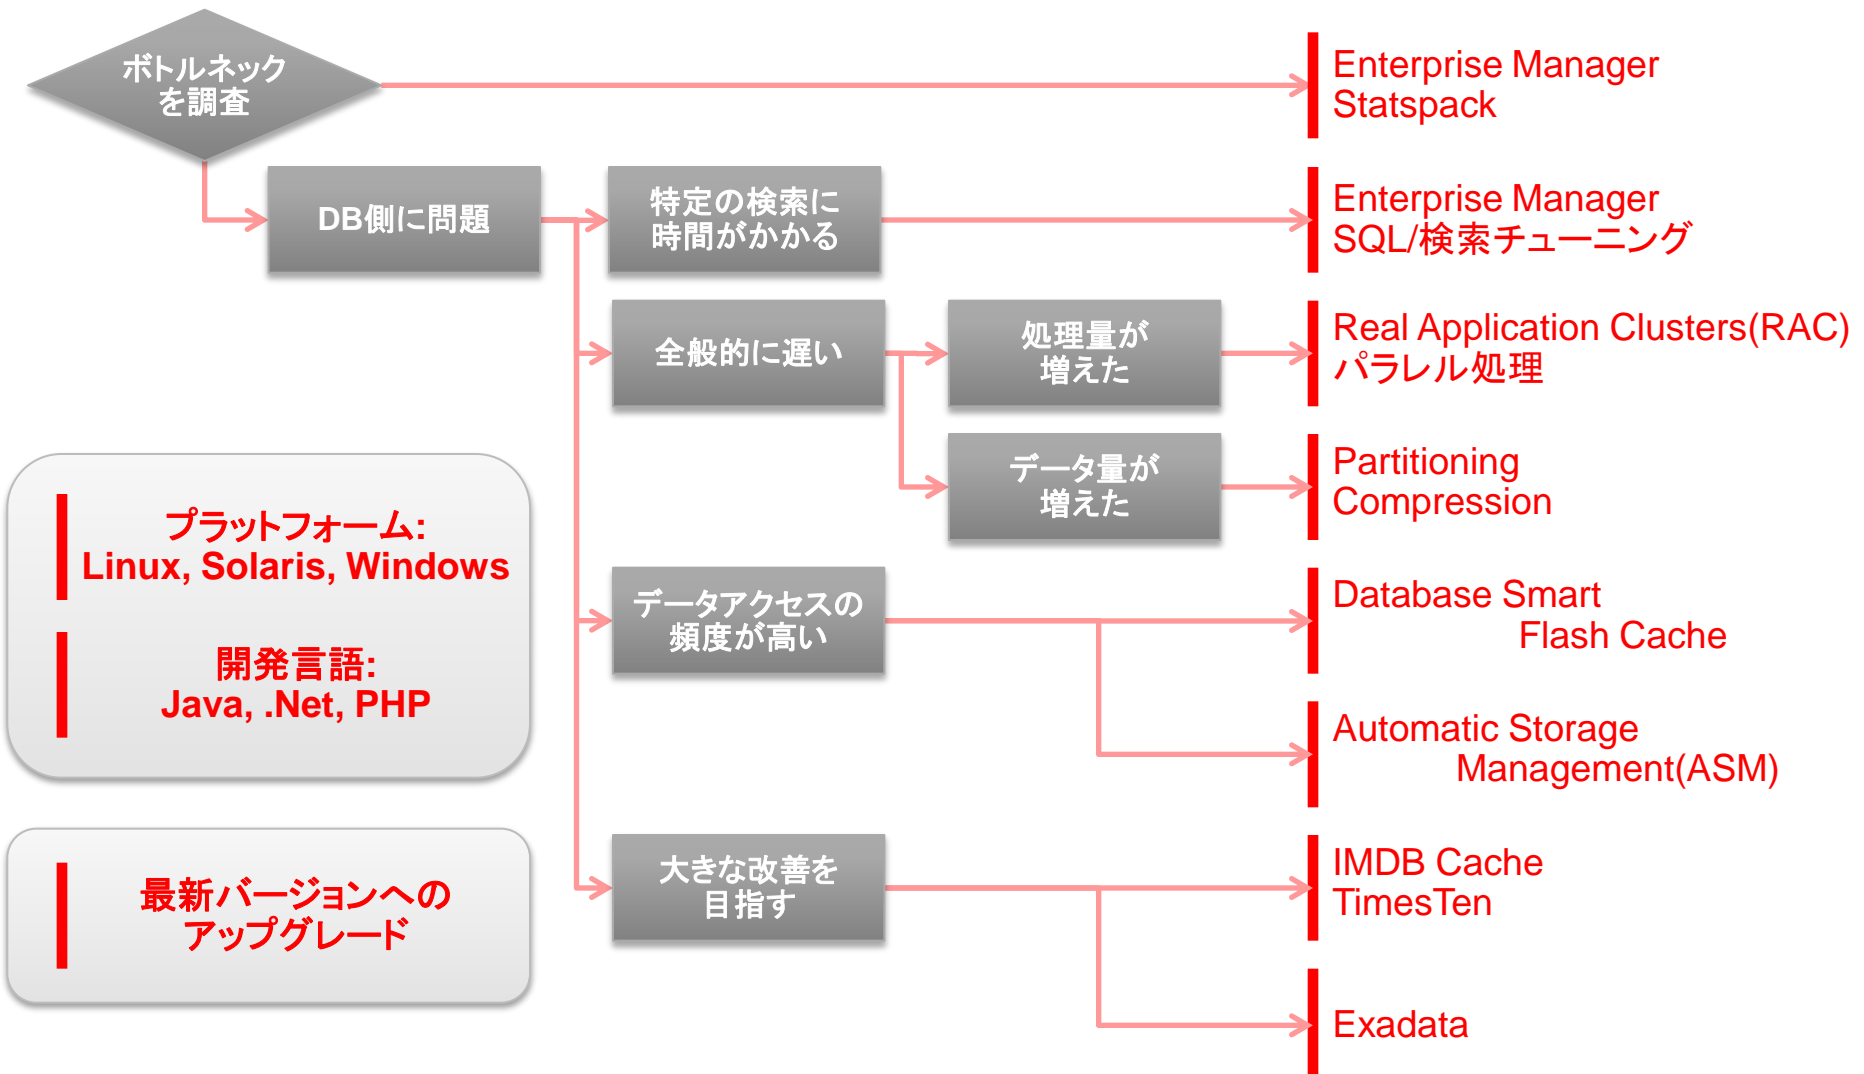 ボトルネック
を調査
Enterprise Manager
Statspack
DB側に問題
特定の検索に
時間がかかる
Enterprise Manager
SQL/検索チューニング
全般的に遅い
処理量が
増えた
Real Application Clusters(RAC)
パラレル処理
データ量が
増えた
Partitioning
Compression
プラットフォーム:
Linux, Solaris, Windows
開発言語:
Java, .Net, PHP
データアクセスの
頻度が高い
Database Smart
Flash Cache
Automatic Storage
Management(ASM)
最新バージョンへの
アップグレード
大きな改善を
目指す
IMDB Cache
TimesTen
Exadata